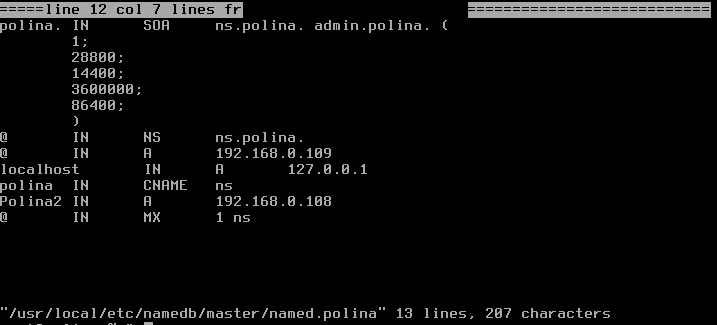 =====line 12 col 7 lines fr ===========================
polina. IN SOA ns.polina. admin.polina. (
1;
28800;
14400;
3600000;
86400;
)
@ IN NS ns.polina.
@ IN A 192.168.0.109
localhost IN A 127.0.0.1
polina IN CNAME ns
Polina2 IN A 192.168.0.108
@ IN MX 1 ns
"/usr/local/etc/namedb/master/named.polina" 13 lines, 207 characters